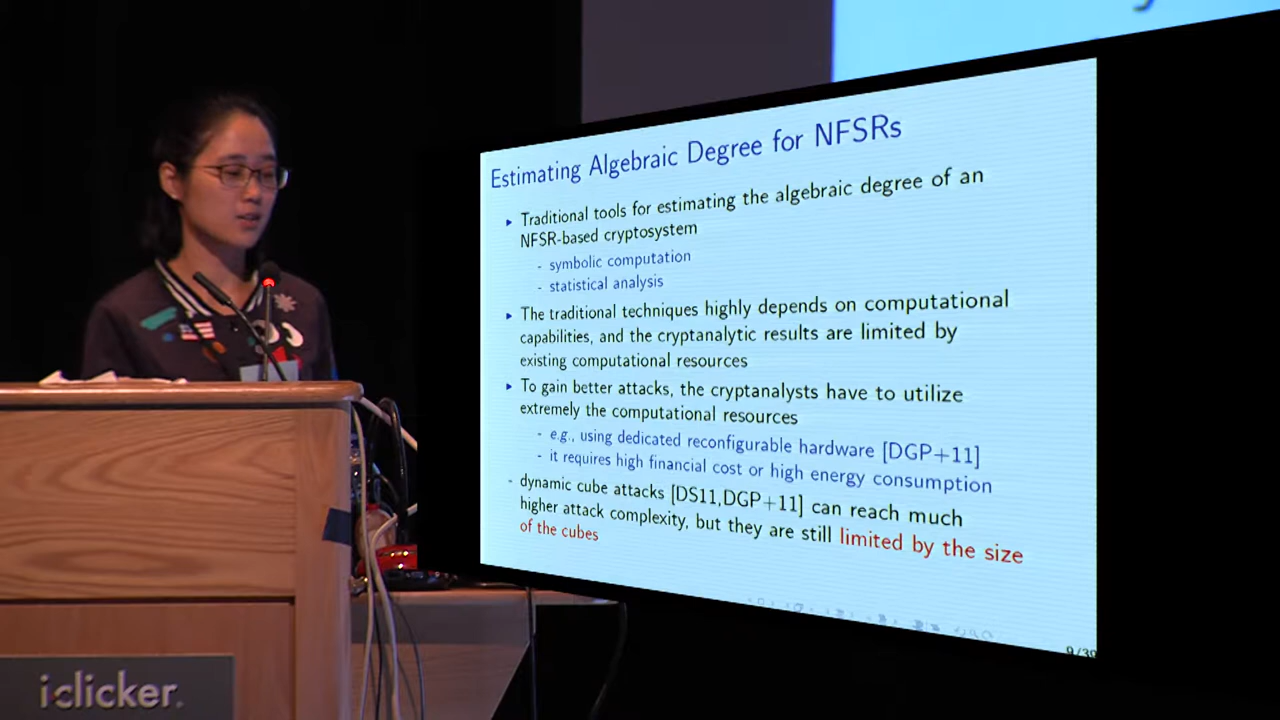 Estimating Algebraic Degree for NFSRs
Traditional tools for estimating the algebraic degree of an
NFSR-based cryptosystem
- symbolic computation
- statistical analysis
The traditional techniques highly depends on computational
capabilities, and the cryptanalytic results are limited by
existing computational resources
To gain better attacks, the cryptanalysts have to utilize
extremely the computational resources
- e.g., using dedicated reconfigurable hardware [DGP+11]
- it requires high financial cost or high energy consumption
- dynamic cube attacks [DS11,DGP+11] can reach much
higher attack complexity, but they are still limited by the size
of the cubes
iclicker.